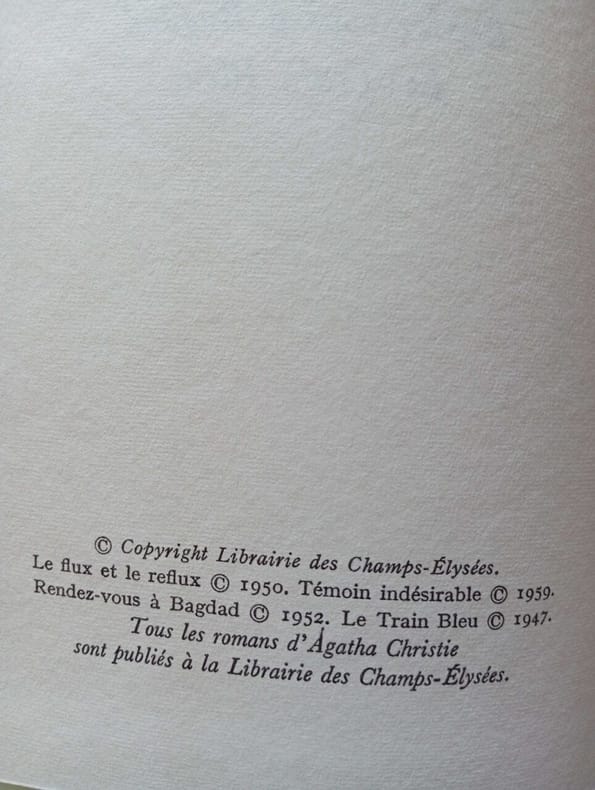 © Copyright Librairie des Champs-Élysées.
Le flux et le reflux © 1950. Témoin indésirable © 1959.
Rendez-vous à Bagdad © 1952. Le Train Bleu © 1947.
Tous les romans d'Agatha Christie
sont publiés à la Librairie des Champs-Élysées.